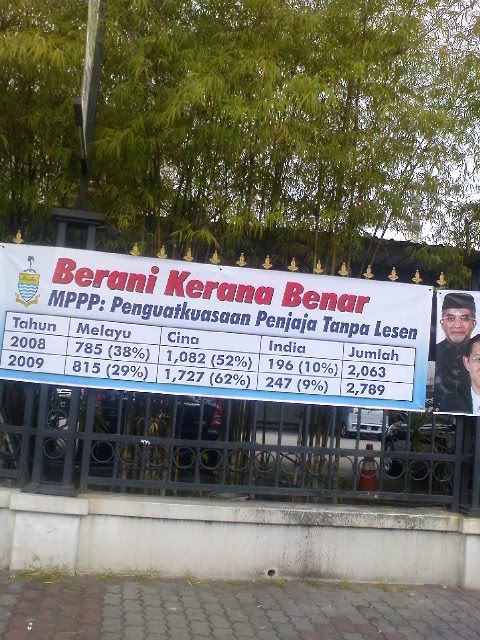 Berani Kerana Benar
MPPP: Penguatkuasaan Penjaja Tanpa Lesen
Tahun Melayu Cina India Jumlah
2008 785 (38%) 1,082 (52%) 196 (10%) 2,063
2009 815 (29%) 1,727 (62%) 247 (9%) 2,789